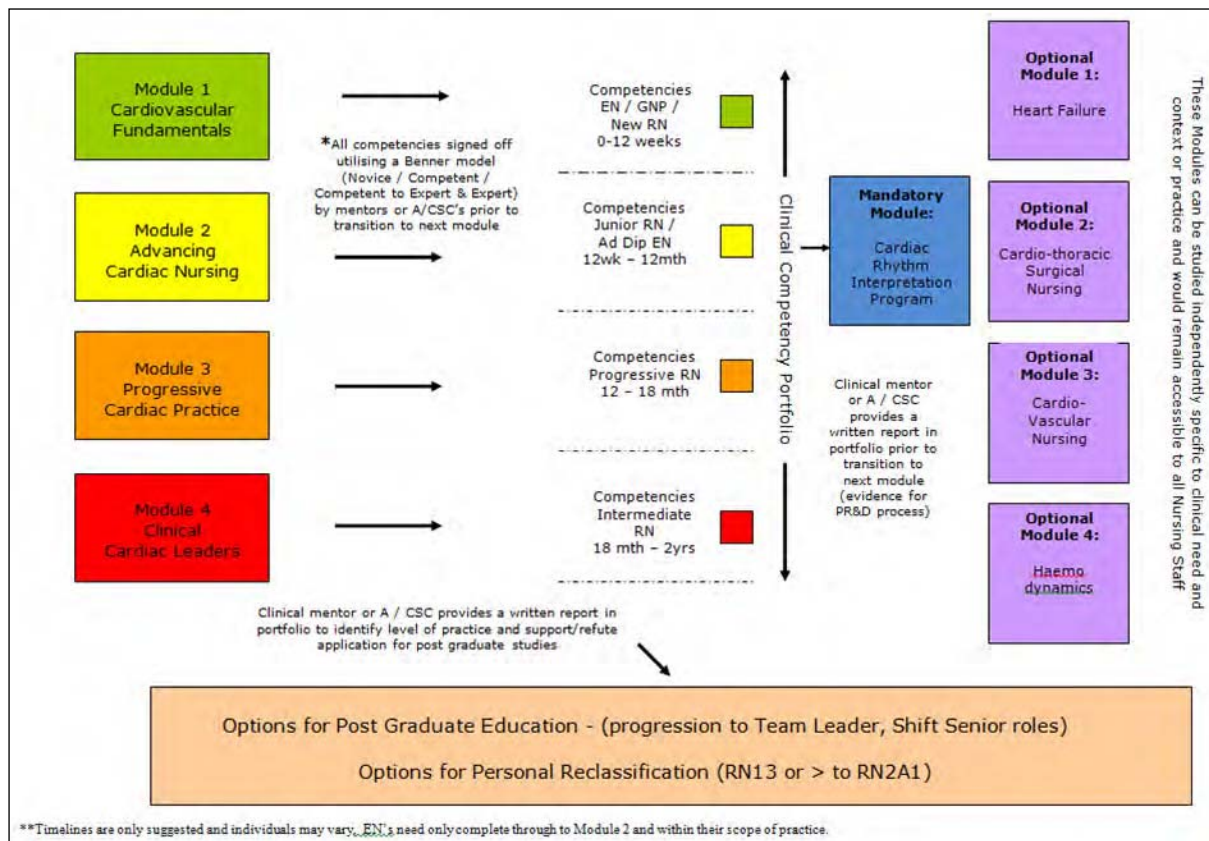 Module 1
Cardiovascular
Fundamentals
*All competencies signed off
utilising a Benner model
(Novice / Competent /
Competent to Expert & Expert)
by mentors or A/CSC's prior to
transition to next module
Module 2
Advancing
Cardiac Nursing
Module 3
Progressive
Cardiac Practice
Module 4
Clinical
Cardiac Leaders
Competencies
EN / GNP /
New RN
0-12 weeks
Competencies
Junior RN /
Ad Dip EN
12wk – 12mth
Competencies
Progressive RN
12 – 18 mth
Competencies
Intermediate
RN
18 mth – 2yrs
Clinical Competency Portfolio
Mandatory
Module:
Cardiac
Rhythm
Interpretation
Program
Clinical mentor
or A / CSC
provides a
written report in
portfolio prior to
transition to
next module
(evidence for
PR&D process)
Optional
Module 1:
Heart Failure
Optional
Module 2:
Cardio-thoracic
Surgical
Nursing
Optional
Module 3:
Cardio-
Vascular
Nursing
Optional
Module 4:
Haemo
dynamics
These Modules can be studied independently specific to clinical need and
context or practice and would remain accessible to all Nursing Staff
Clinical mentor or A / CSC provides a written report in
portfolio to identify level of practice and support/refute
application for post graduate studies
Options for Post Graduate Education - (progression to Team Leader, Shift Senior roles)
Options for Personal Reclassification (RN13 or > to RN2A1)
**Timelines are only suggested and individuals may vary, EN's need only complete through to Module 2 and within their scope of practice.